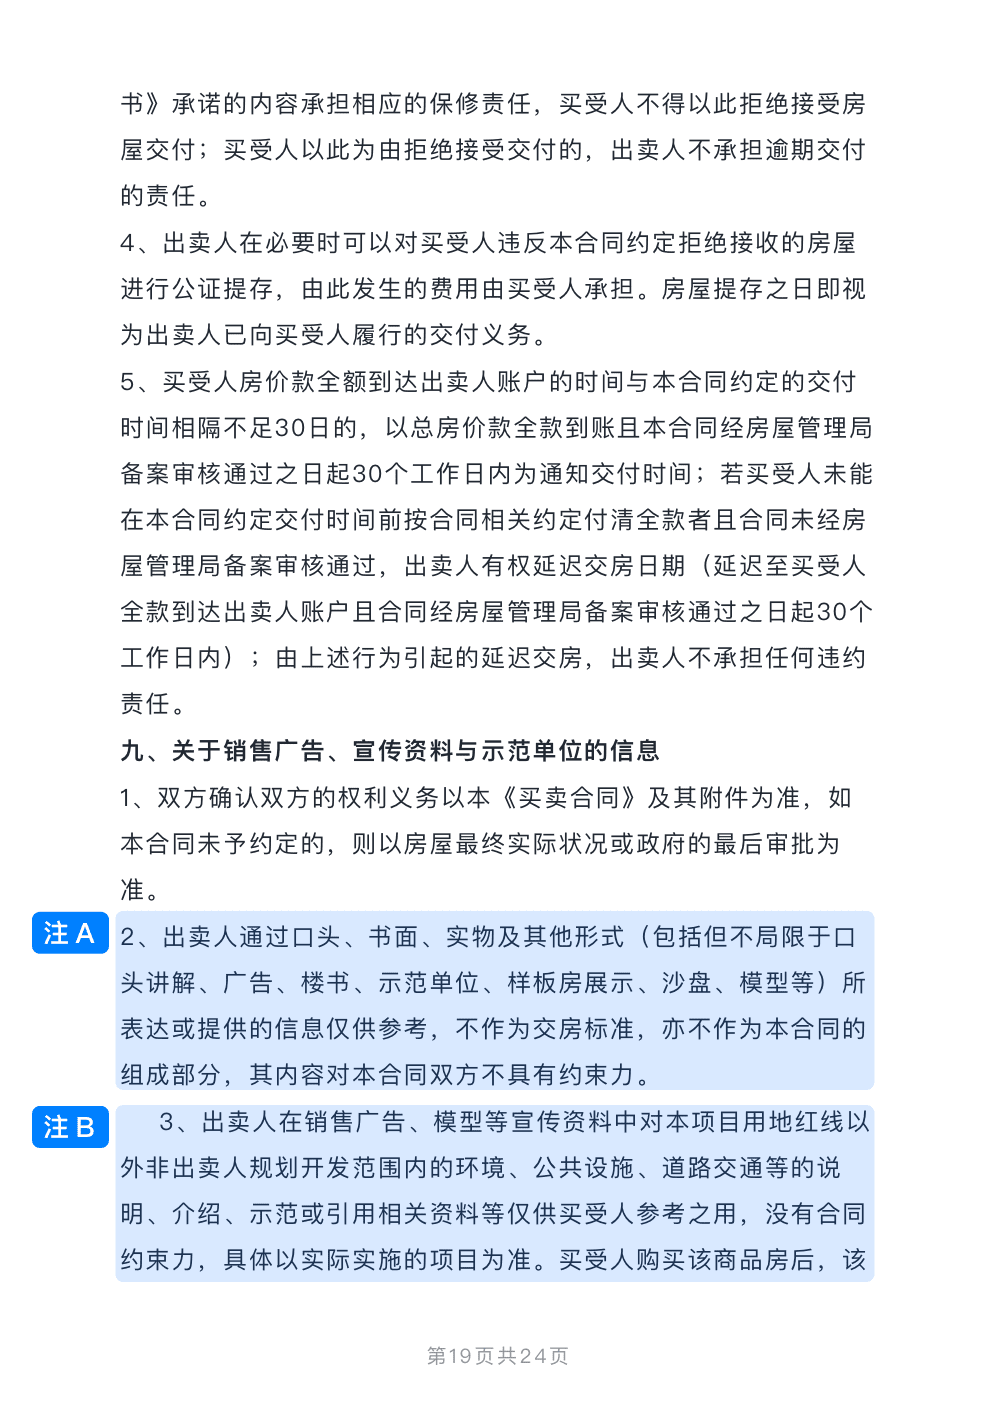 书》承诺的内容承担相应的保修责任，买受人不得以此拒绝接受房
屋交付；买受人以此为由拒绝接受交付的，出卖人不承担逾期交付
的责任。
4、出卖人在必要时可以对买受人违反本合同约定拒绝接收的房屋
进行公证提存，由此发生的费用由买受人承担。房屋提存之日即视
为出卖人已向买受人履行的交付义务。
5、买受人房价款全额到达出卖人账户的时间与本合同约定的交付
时间相隔不足30日的，以总房价款全款到账且本合同经房屋管理局
备案审核通过之日起30个工作日内为通知交付时间；若买受人未能
在本合同约定交付时间前按合同相关约定付清全款者且合同未经房
屋管理局备案审核通过，出卖人有权延迟交房日期（延迟至买受人
全款到达出卖人账户且合同经房屋管理局备案审核通过之日起30个
工作日内）；由上述行为引起的延迟交房，出卖人不承担任何违约
责任。
九、关于销售广告、宣传资料与示范单位的信息
1、双方确认双方的权利义务以本《买卖合同》及其附件为准，如
本合同未予约定的，则以房屋最终实际状况或政府的最后审批为
准。
注 A
2、出卖人通过口头、书面、实物及其他形式（包括但不局限于口
头讲解、广告、楼书、示范单位、样板房展示、沙盘、模型等）所
表达或提供的信息仅供参考，不作为交房标准，亦不作为本合同的
组成部分，其内容对本合同双方不具有约束力。
注 B
3、出卖人在销售广告、模型等宣传资料中对本项目用地红线以
外非出卖人规划开发范围内的环境、公共设施、道路交通等的说
明、介绍、示范或引用相关资料等仅供买受人参考之用，没有合同
约束力，具体以实际实施的项目为准。买受人购买该商品房后，该
第19页共24页